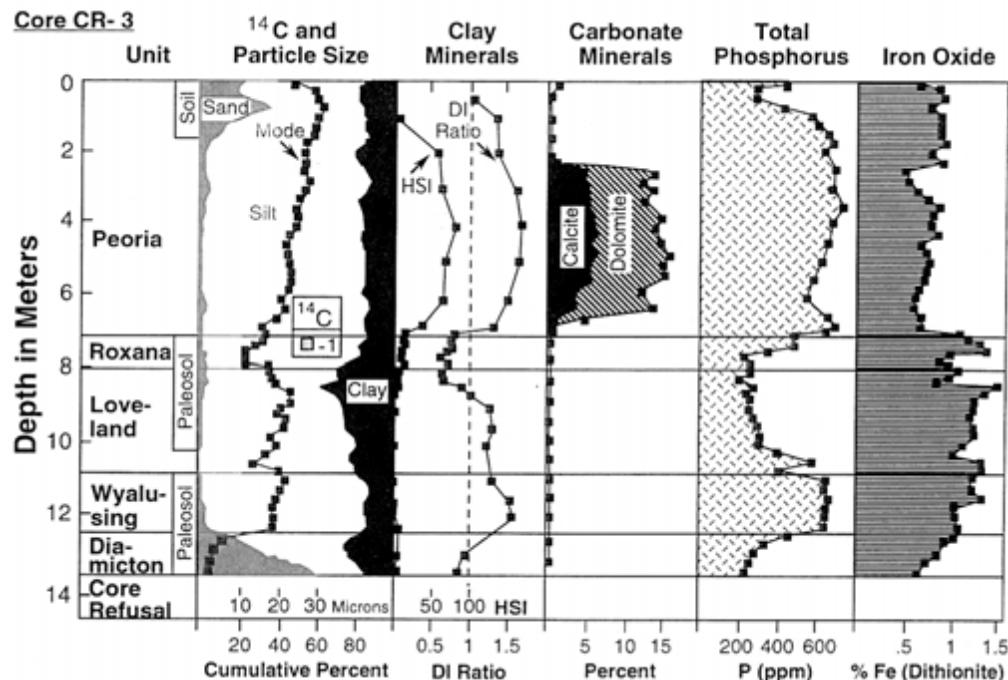 Core CR- 3
Unit
14C and
Particle Size
Clay
Minerals
Carbonate
Minerals
Total
Phosphorus
Iron Oxide
Depth in Meters
0
2
4
6
8
10
12
14
Soil
Peoria
Roxana
Love-
land
Paleosol
Wyalu-
sing
Dia-
micton
Paleosol
Core
Refusal
Sand
Mode
Silt
14C
-1
Clay
10 20 30 Microns
20 40 60 80
Cumulative Percent
DI
Ratio
HSI
50 100 HSI
0.5 1 1.5
DI Ratio
Calcite
Dolomite
5 10 15
Percent
200 400 600
P (ppm)
.5 1 1.5
% Fe (Dithionite)